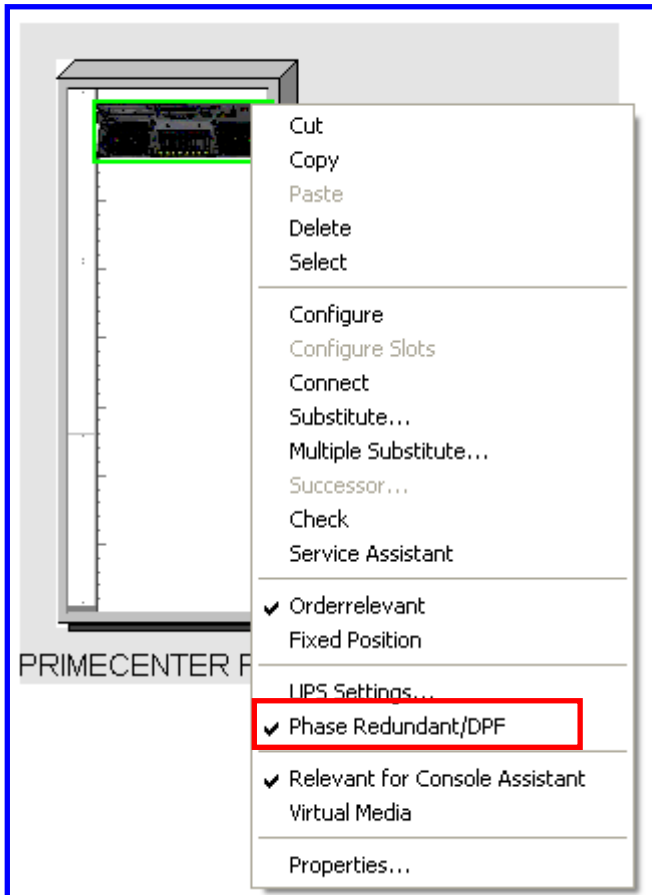 Cut
Copy
Paste
Delete
Select
Configure
Configure Slots
Connect
Substitute...
Multiple Substitute...
Successor...
Check
Service Assistant
Orderrelevant
Fixed Position
PRIMECENTER
UPS Settings...
Phase Redundant/DPF
Relevant for Console Assistant
Virtual Media
Properties...